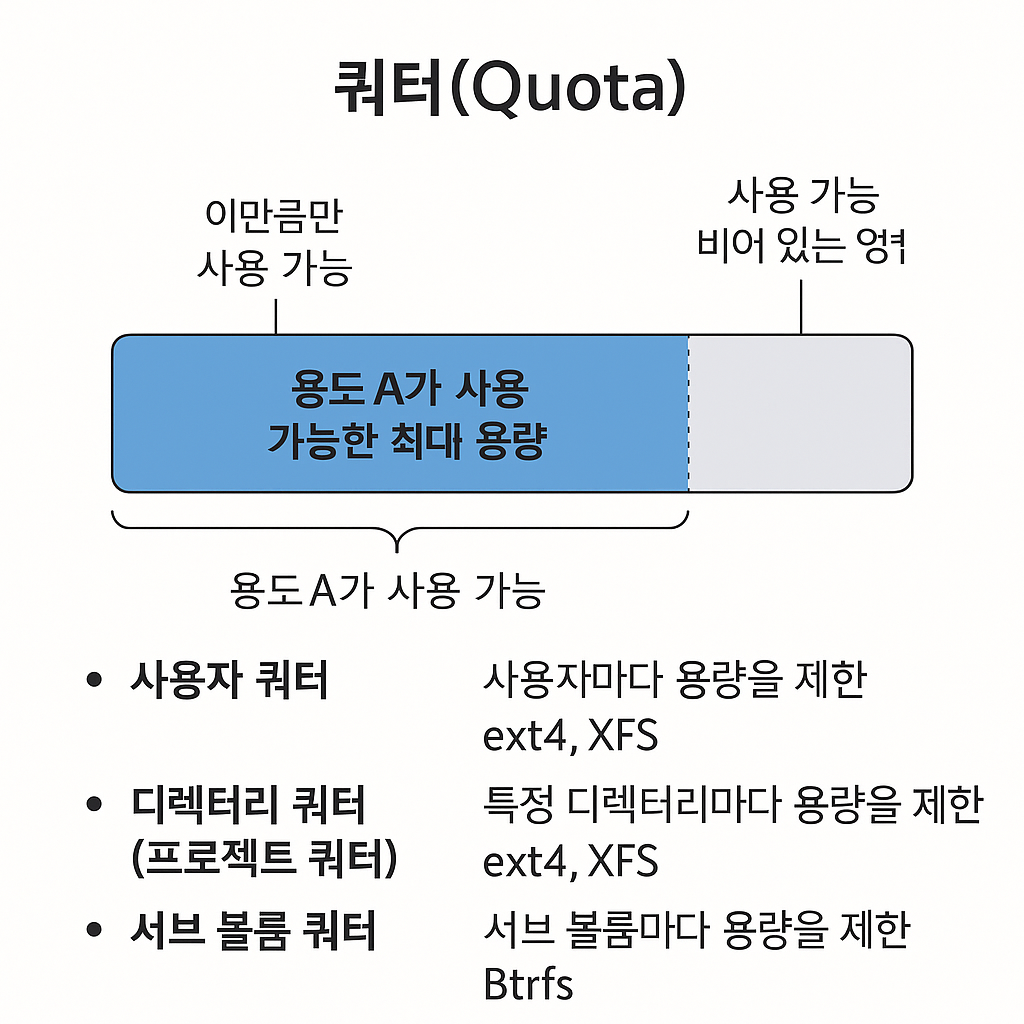 쿼터(Quota)
이만큼만
사용 가능
사용 가능
비어 있는
용도 A가 사용
가능한 최대 용량
용도 A가 사용 가능
• 사용자 쿼터
사용자마다 용량을 제한
ext4, XFS
• 디렉터리 쿼터
(프로젝트 쿼터)
특정 디렉터리마다 용량을 제한
ext4, XFS
• 서브 볼룸 쿼터
서브 볼룸마다 용량을 제한
Btrfs